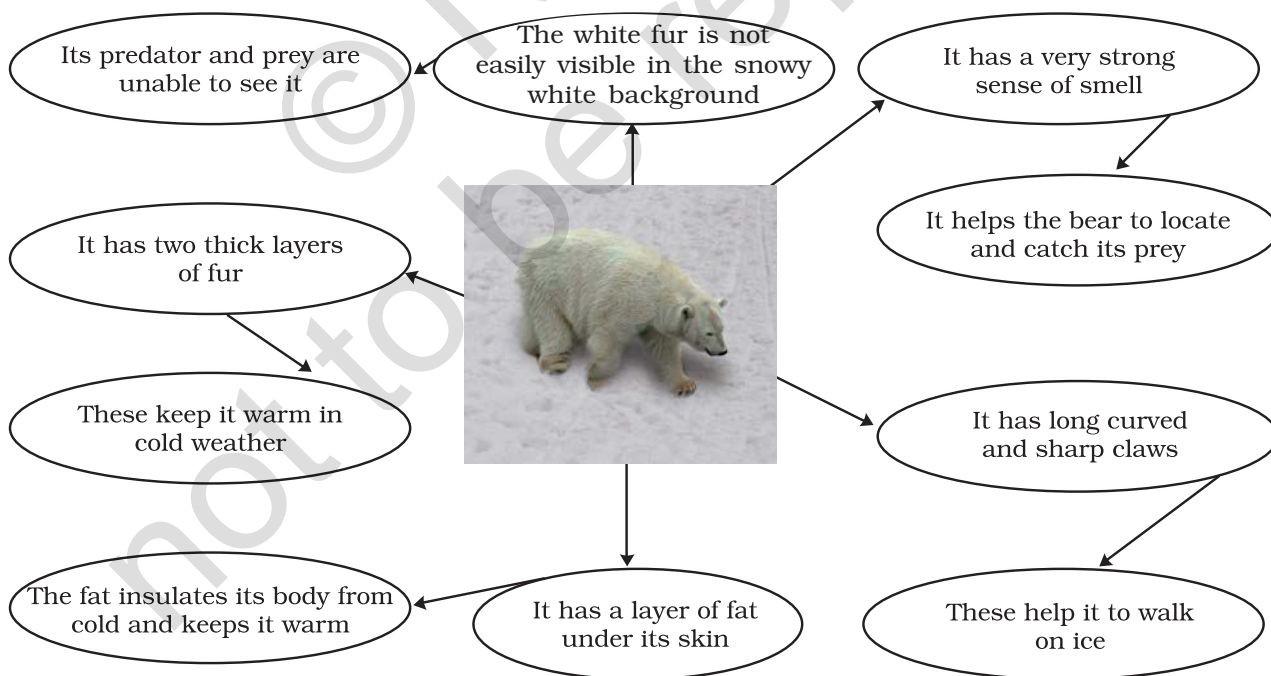 Its predator and prey are
unable to see it
The white fur is not
easily visible in the snowy
white background
It has a very strong
sense of smell
It has two thick layers
of fur
It helps the bear to locate
and catch its prey
These keep it warm in
cold weather
It has long curved
and sharp claws
The fat insulates its body from
cold and keeps it warm
It has a layer of fat
under its skin
These help it to walk
on ice
©
not to be re